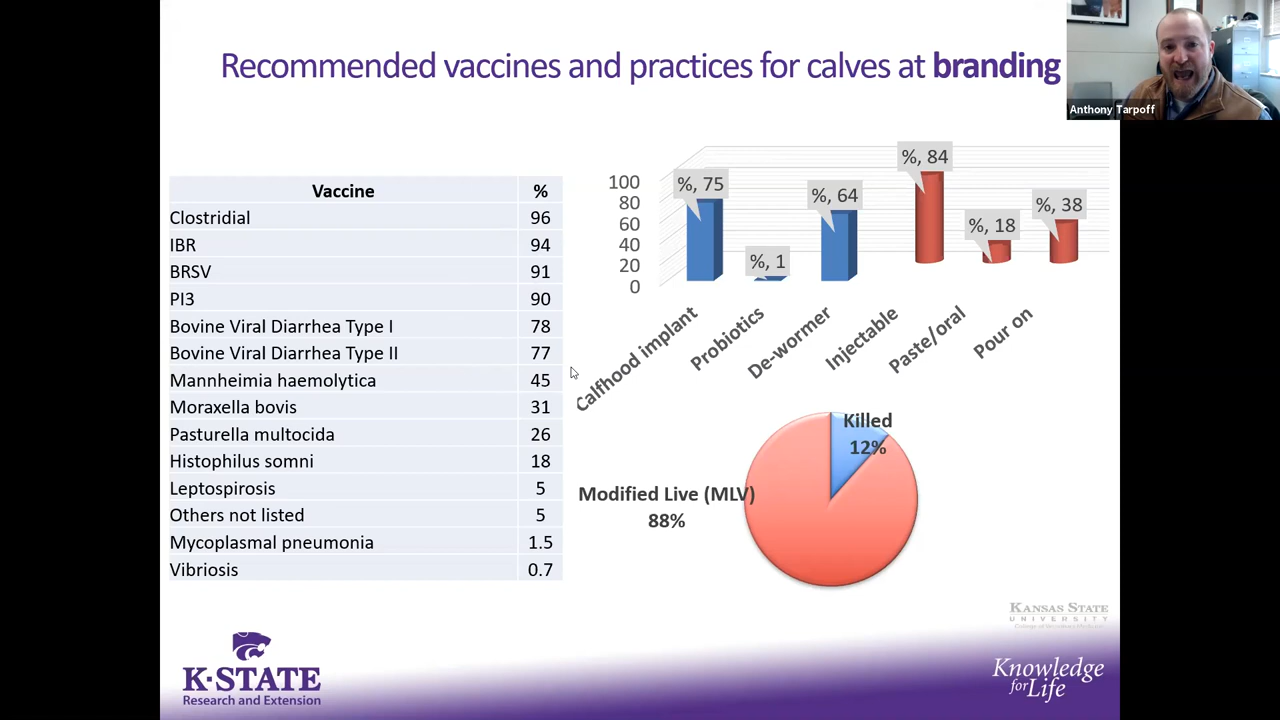 Recommended vaccines and practices for calves at branding
Anthony Tarpoff
Vaccine %
Clostridial 96
IBR 94
BRSV 91
PI3 90
Bovine Viral Diarrhea Type I 78
Bovine Viral Diarrhea Type II 77
Mannheimia haemolytica 45
Moraxella bovis 31
Pasturella multocida 26
Histophilus somni 18
Leptospirosis 5
Others not listed 5
Mycoplasmal pneumonia 1.5
Vibriosis 0.7
100
80
60
40
20
0
%, 75
%, 1
%, 64
%, 84
%, 18
%, 38
Calfhood implant
Probiotics
De-wormer
Injectable
Paste/oral
Pour on
Killed
12%
Modified Live (MLV)
88%
KANSAS STATE
UNIVERSITY
K-STATE
Research and Extension
Knowledge
for Life